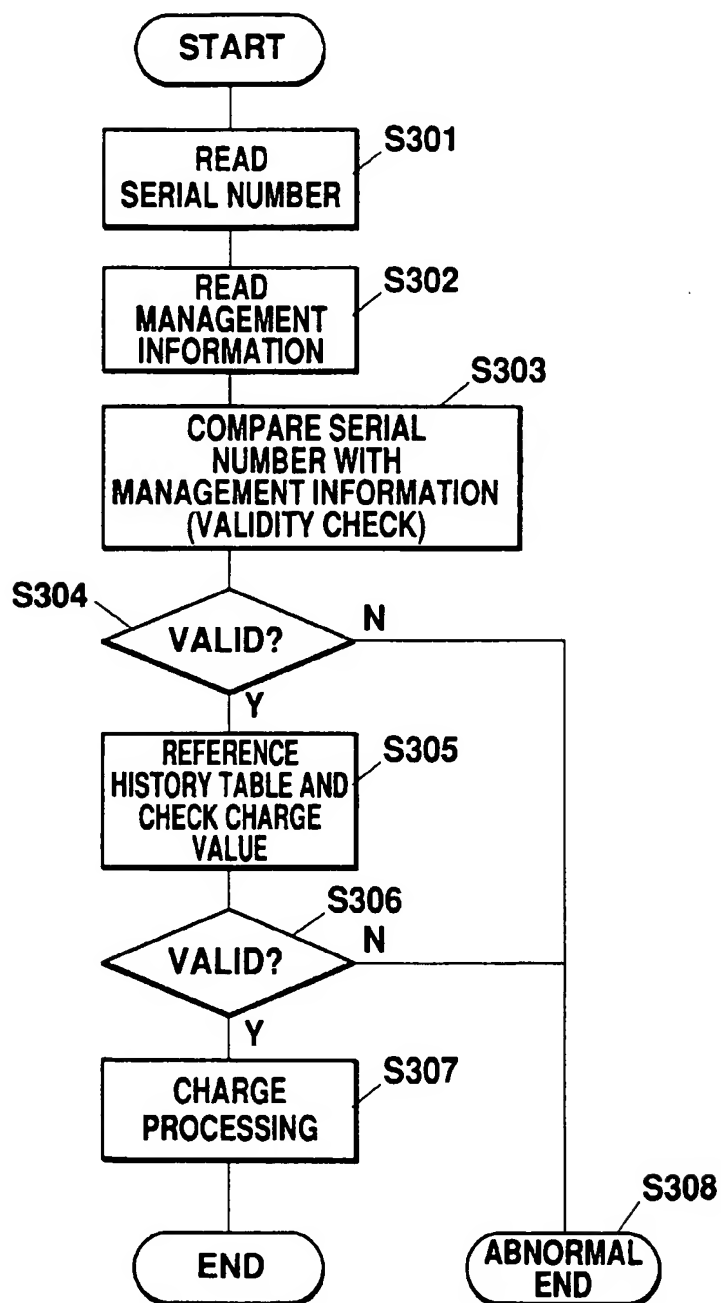 START
S301
READ
SERIAL NUMBER
S302
READ
MANAGEMENT
INFORMATION
S303
COMPARE SERIAL
NUMBER WITH
MANAGEMENT INFORMATION
(VALIDITY CHECK)
S304
VALID?
N
Y
S305
REFERENCE
HISTORY TABLE AND
CHECK CHARGE
VALUE
S306
VALID?
N
Y
S307
CHARGE
PROCESSING
S308
END
ABNORMAL
END